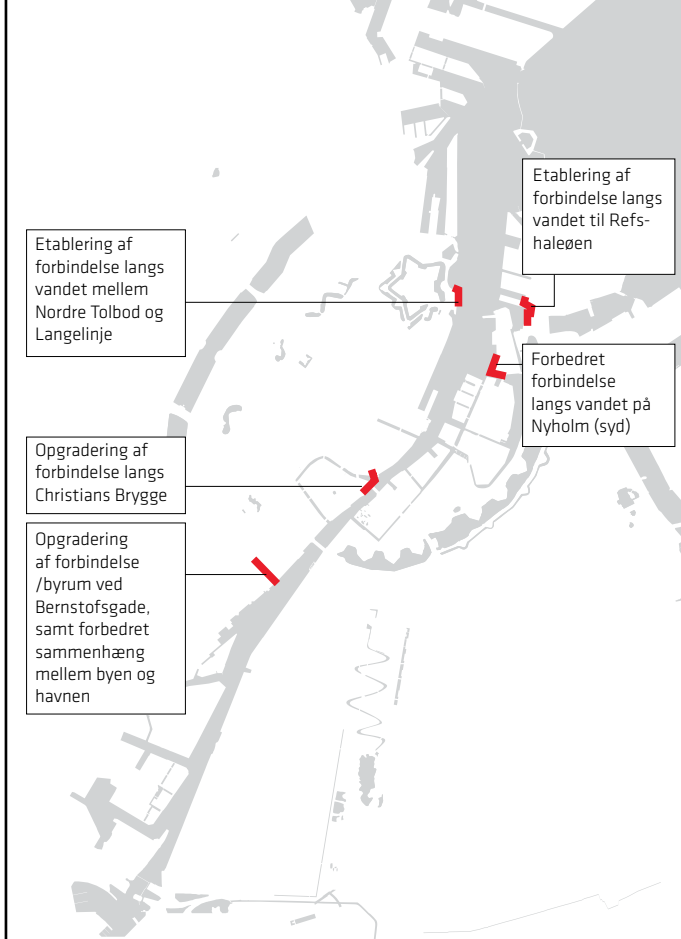 Etablering af
forbindelse langs
vandet til Refs-
haleøen
Etablering af
forbindelse langs
vandet mellem
Nordre Tolbod og
Langelinje
Forbedret
forbindelse
langs vandet på
Nyholm (syd)
Opgradering af
forbindelse langs
Christians Brygge
Opgradering
af forbindelse
/byrum ved
Bernstofsgade,
samt forbedret
sammenhæng
mellem byen og
havnen